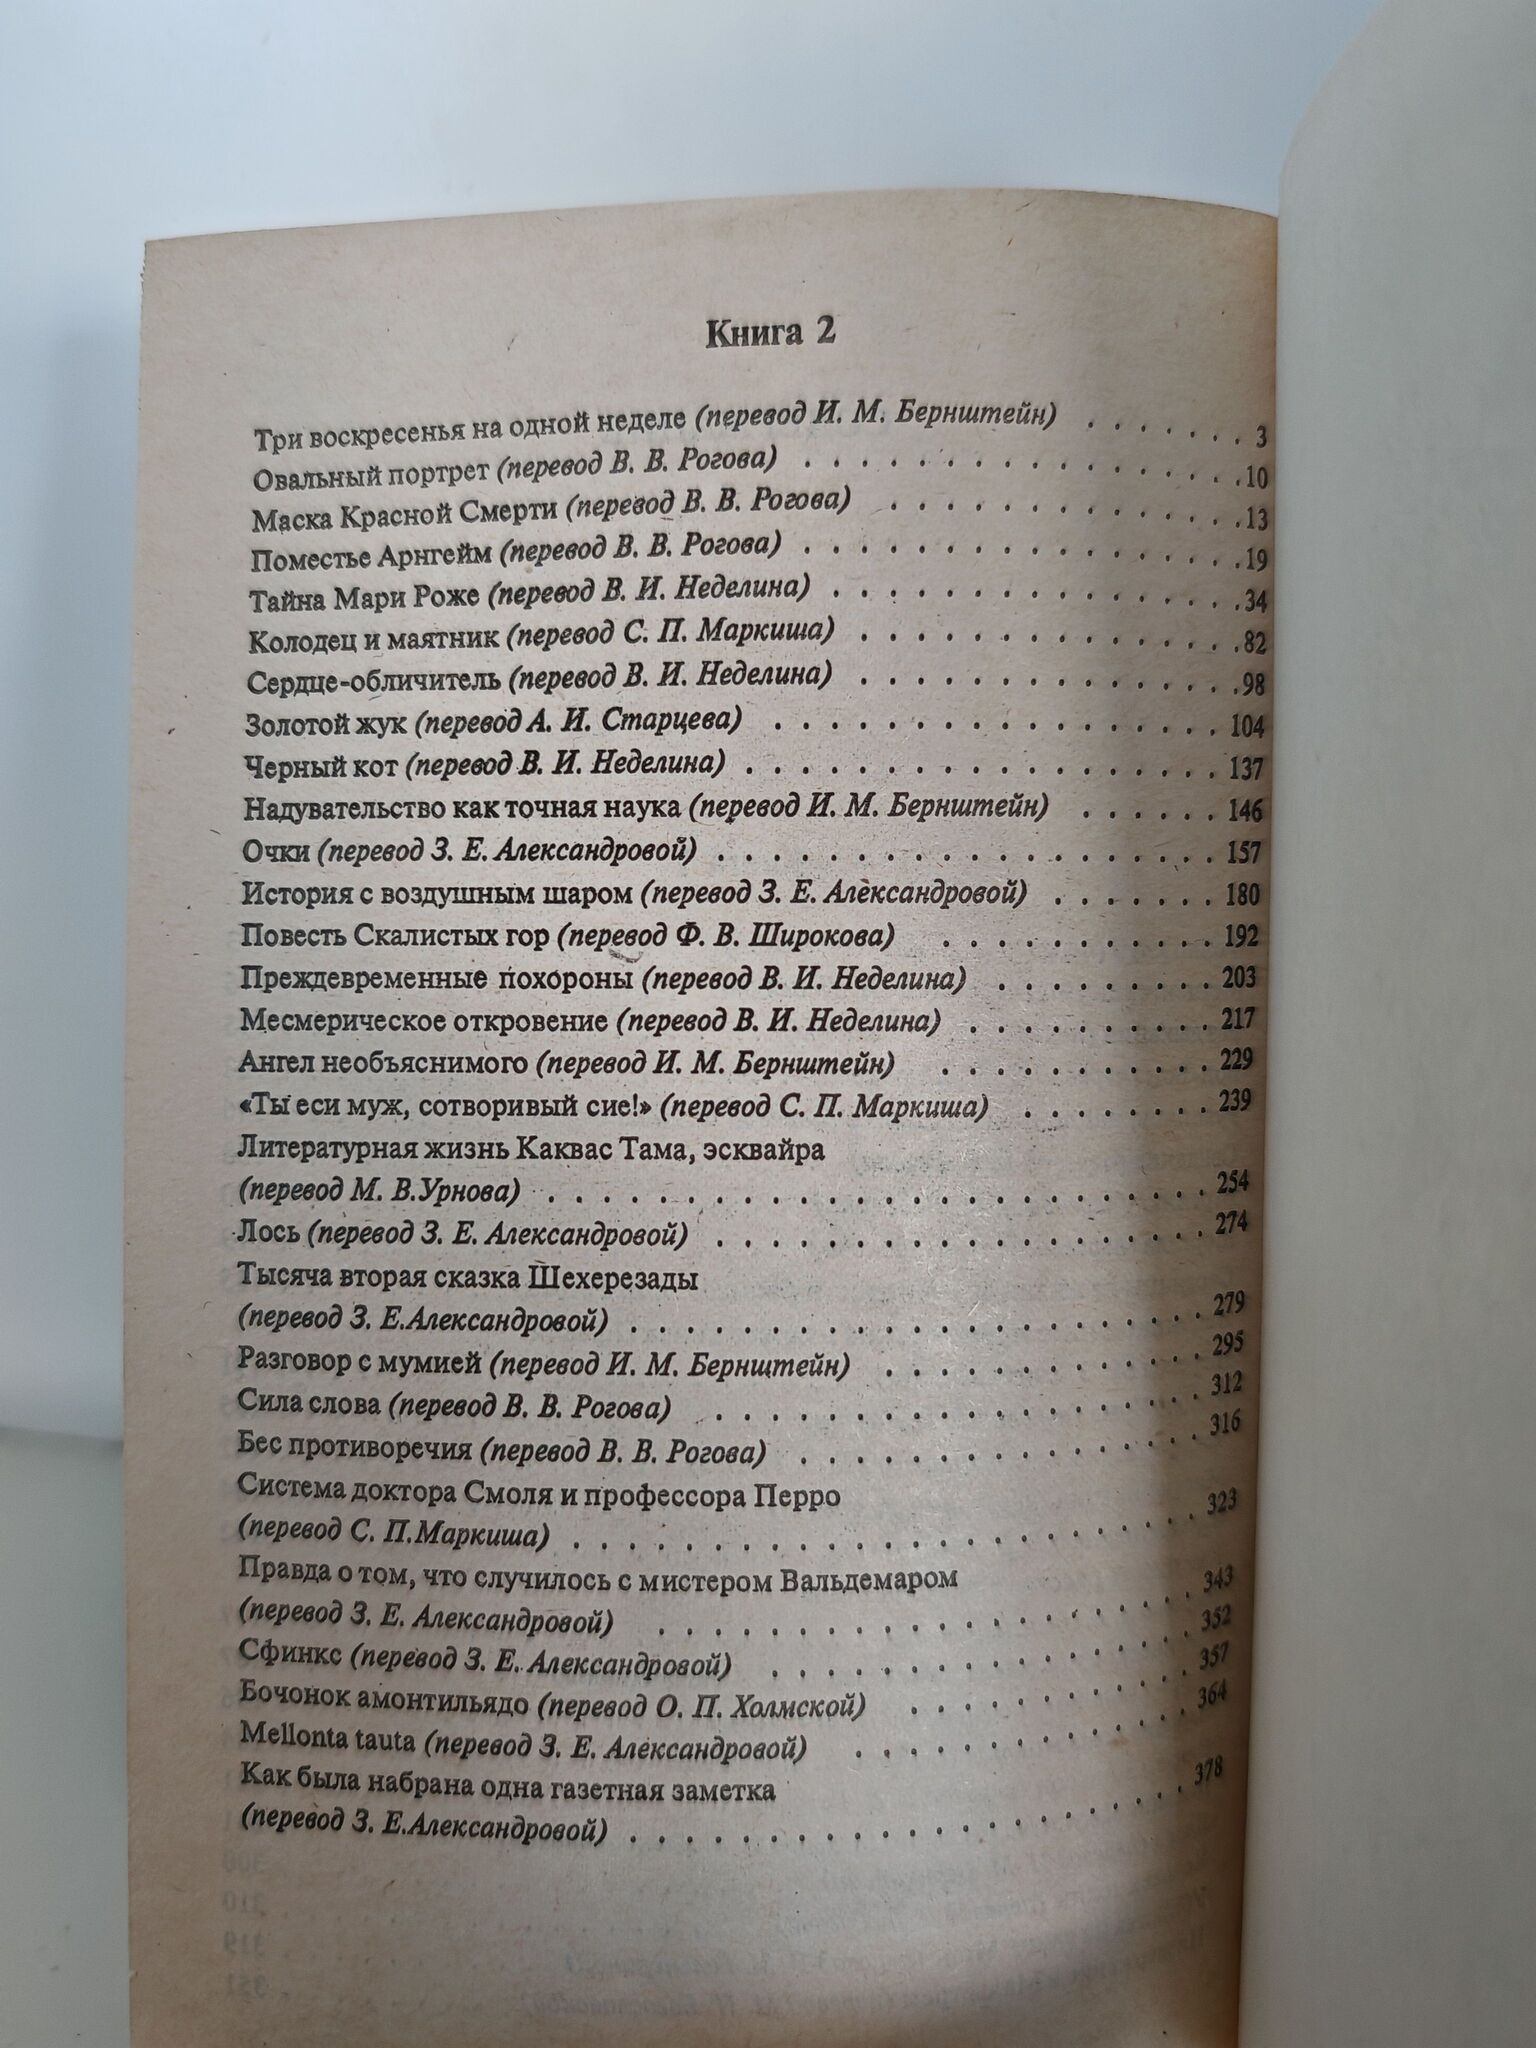 Книга 2
Три воскресенья на одной неделе (перевод И. М. Бернштейн) . . . . . . . 3
Овальный портрет (перевод В. В. Рогова) . . . . . . . . . . . . . . . . 10
Маска Красной Смерти (перевод В. В. Рогова) . . . . . . . . . . . . . 13
Поместье Арнгейм (перевод В. В. Рогова) . . . . . . . . . . . . . . . . 19
Тайна Мари Роже (перевод В. И. Неделина) . . . . . . . . . . . . . . . 34
Колодец и маятник (перевод С. П. Маркиша) . . . . . . . . . . . . . . 82
Сердце-обличитель (перевод В. И. Неделина) . . . . . . . . . . . . . . 98
Золотой жук (перевод А. И. Старцева) . . . . . . . . . . . . . . . . . 104
Черный кот (перевод В. И. Неделина) . . . . . . . . . . . . . . . . . 137
Надувательство как точная наука (перевод И. М. Бернштейн) . . . . . 146
Очки (перевод З. Е. Александровой) . . . . . . . . . . . . . . . . . . 157
История с воздушным шаром (перевод З. Е. Александровой) . . . . . . 180
Повесть Скалистых гор (перевод Ф. В. Широкова) . . . . . . . . . . 192
Преждевременные похороны (перевод В. И. Неделина) . . . . . . . . 203
Месмерическое откровение (перевод В. И. Неделина) . . . . . . . . . 217
Ангел необъяснимого (перевод И. М. Бернштейн) . . . . . . . . . . 229
«Ты еси муж, сотворивый сие!» (перевод С. П. Маркиша) . . . . . . . 239
Литературная жизнь Каквас Тама, эсквайра
(перевод М. В.Урнова) . . . . . . . . . . . . . . . . . . . . . . . . 254
Лось (перевод З. Е. Александровой) . . . . . . . . . . . . . . . . . . 274
Тысяча вторая сказка Шехерезады
(перевод З. Е.Александровой) . . . . . . . . . . . . . . . . . . . . . 279
Разговор с мумией (перевод И. М. Бернштейн) . . . . . . . . . . . . 295
Сила слова (перевод В. В. Рогова) . . . . . . . . . . . . . . . . . . 312
Бес противоречия (перевод В. В. Рогова) . . . . . . . . . . . . . . . 316
Система доктора Смоля и профессора Перро
(перевод С. П.Маркиша) . . . . . . . . . . . . . . . . . . . . . . . 323
Правда о том, что случилось с мистером Вальдемаром
(перевод З. Е. Александровой) . . . . . . . . . . . . . . . . . . . . 343
Сфинкс (перевод З. Е. Александровой) . . . . . . . . . . . . . . . . 352
Бочонок амонтильядо (перевод О. П. Холмской) . . . . . . . . . . . 357
Mellonta tauta (перевод З. Е. Александровой) . . . . . . . . . . . . . 364
Как была набрана одна газетная заметка
(перевод З. Е.Александровой) . . . . . . . . . . . . . . . . . . . . . 378